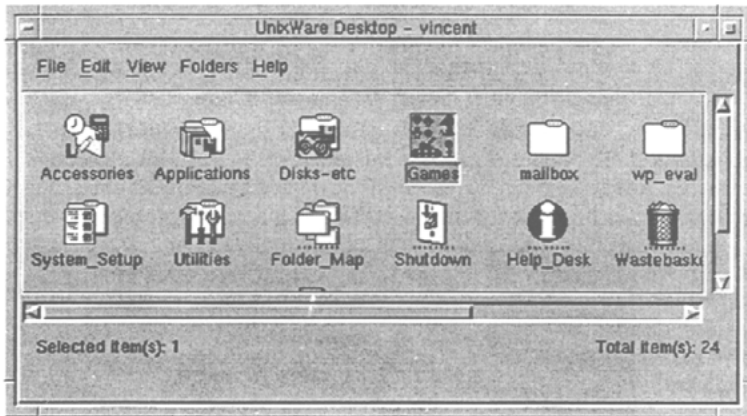 UnixWare Desktop - vincent
File Edit View Folders Help
Accessories Applications Disks-etc Games mailbox wp_eval
System_Setup Utilities Folder_Map Shutdown Help_Desk Wastebask
Selected item(s): 1 Total item(s): 24